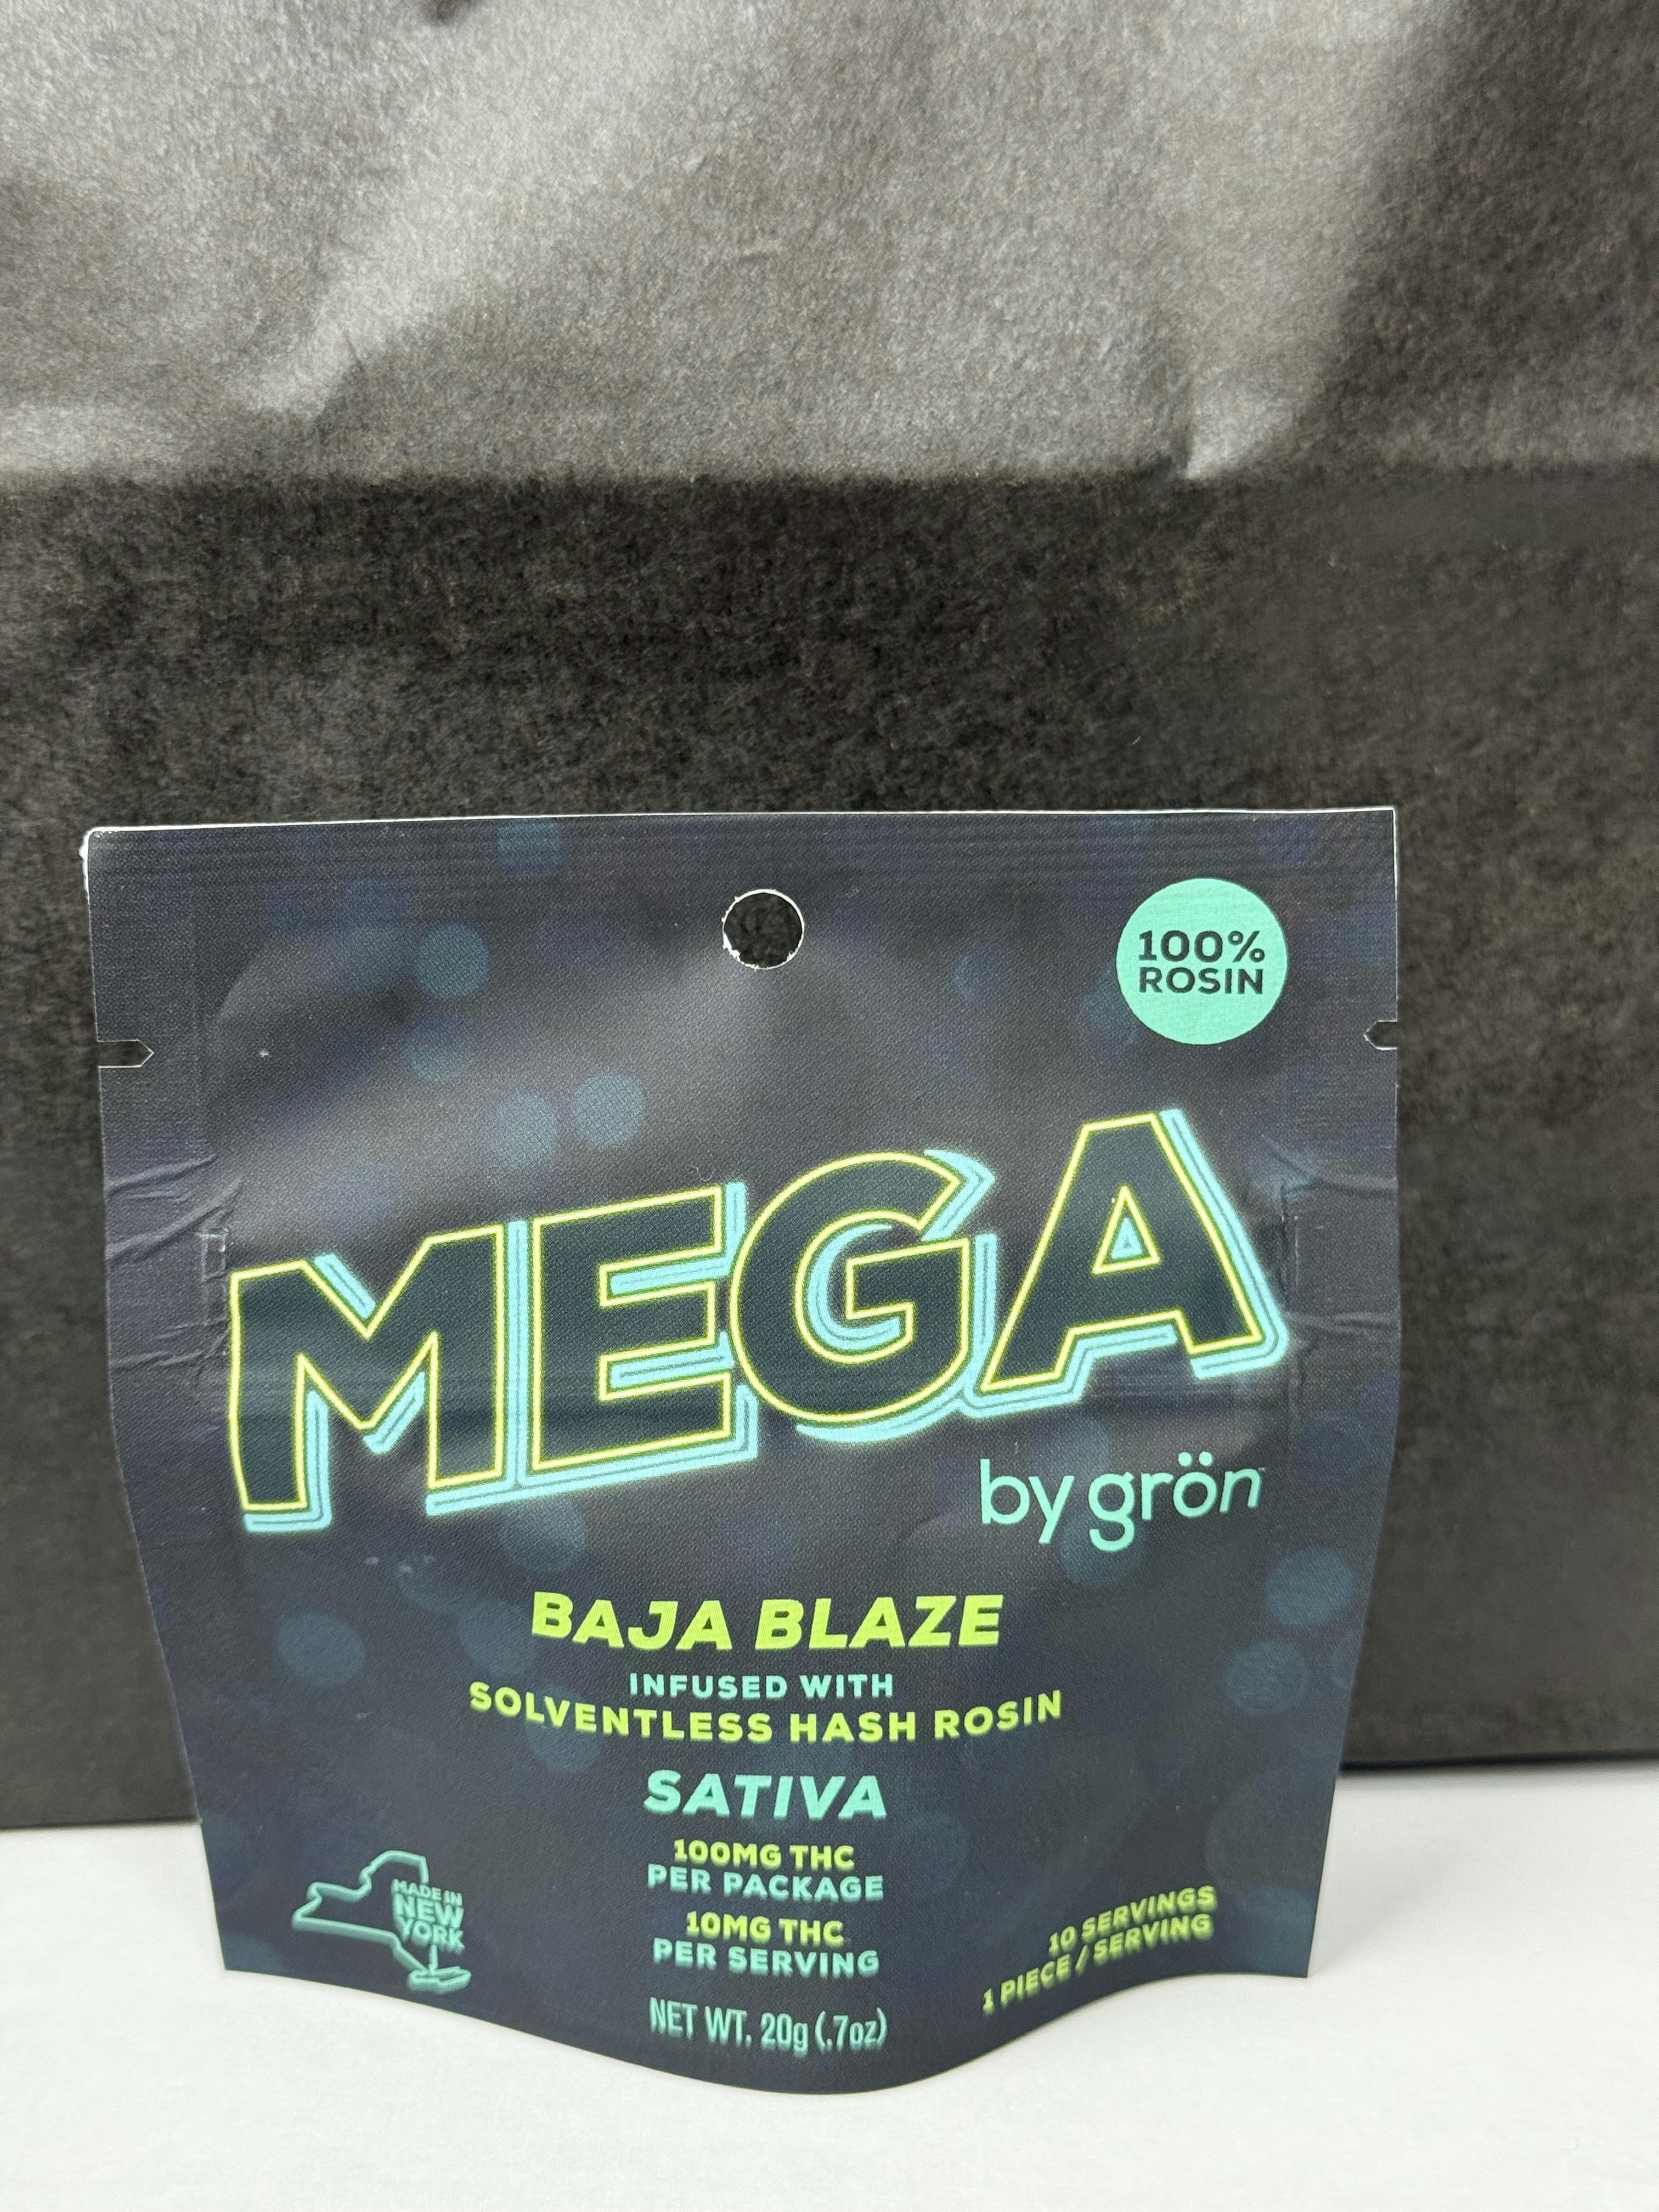 100%
ROSIN
MEGA
by grön™
BAJA BLAZE
INFUSED WITH
SOLVENTLESS HASH ROSIN
SATIVA
100MG THC
PER PACKAGE
10MG THC
PER SERVING
NET WT. 20g (.7oz)
MADE IN
NEW
YORK
10 SERVINGS
1 PIECE / SERVING